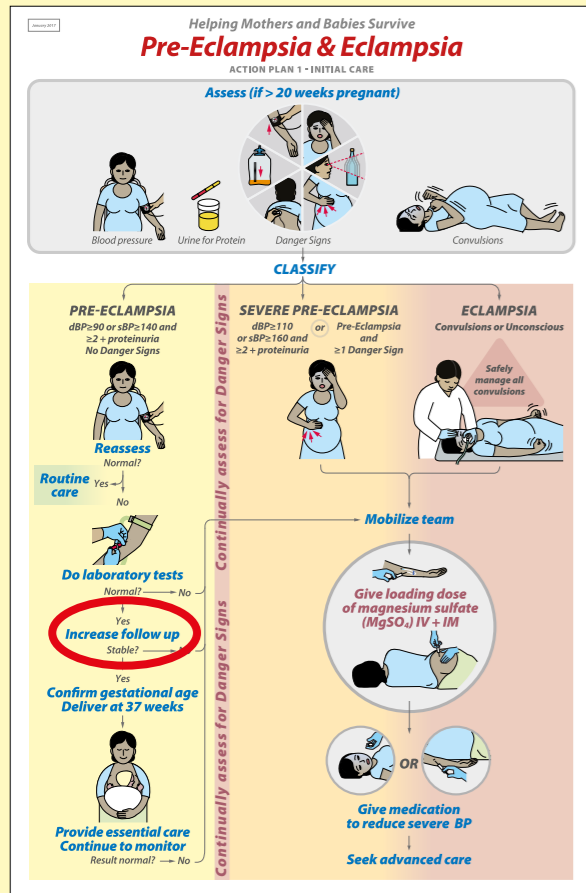 January 2017
Helping Mothers and Babies Survive
Pre-Eclampsia & Eclampsia
ACTION PLAN 1 - INITIAL CARE
Assess (if > 20 weeks pregnant)
Blood pressure
Urine for Protein
Danger Signs
Convulsions
CLASSIFY
PRE-ECLAMPSIA
dBP≥90 or sBP≥140 and
≥2 + proteinuria
No Danger Signs
Reassess
Normal?
Routine
care
Yes
No
Do laboratory tests
Normal?
No
Yes
Increase follow up
Stable?
Yes
Confirm gestational age
Deliver at 37 weeks
Provide essential care
Continue to monitor
Result normal?
No
Continually assess for Danger Signs
Continually assess for Danger Signs
SEVERE PRE-ECLAMPSIA
dBP≥110
or sBP≥160 and
≥2 + proteinuria
or
Pre-Eclampsia
and
≥1 Danger Sign
ECLAMPSIA
Convulsions or Unconscious
Safely
manage all
convulsions
Mobilize team
Give loading dose
of magnesium sulfate
(MgSO₄) IV + IM
OR
Give medication
to reduce severe BP
Seek advanced care